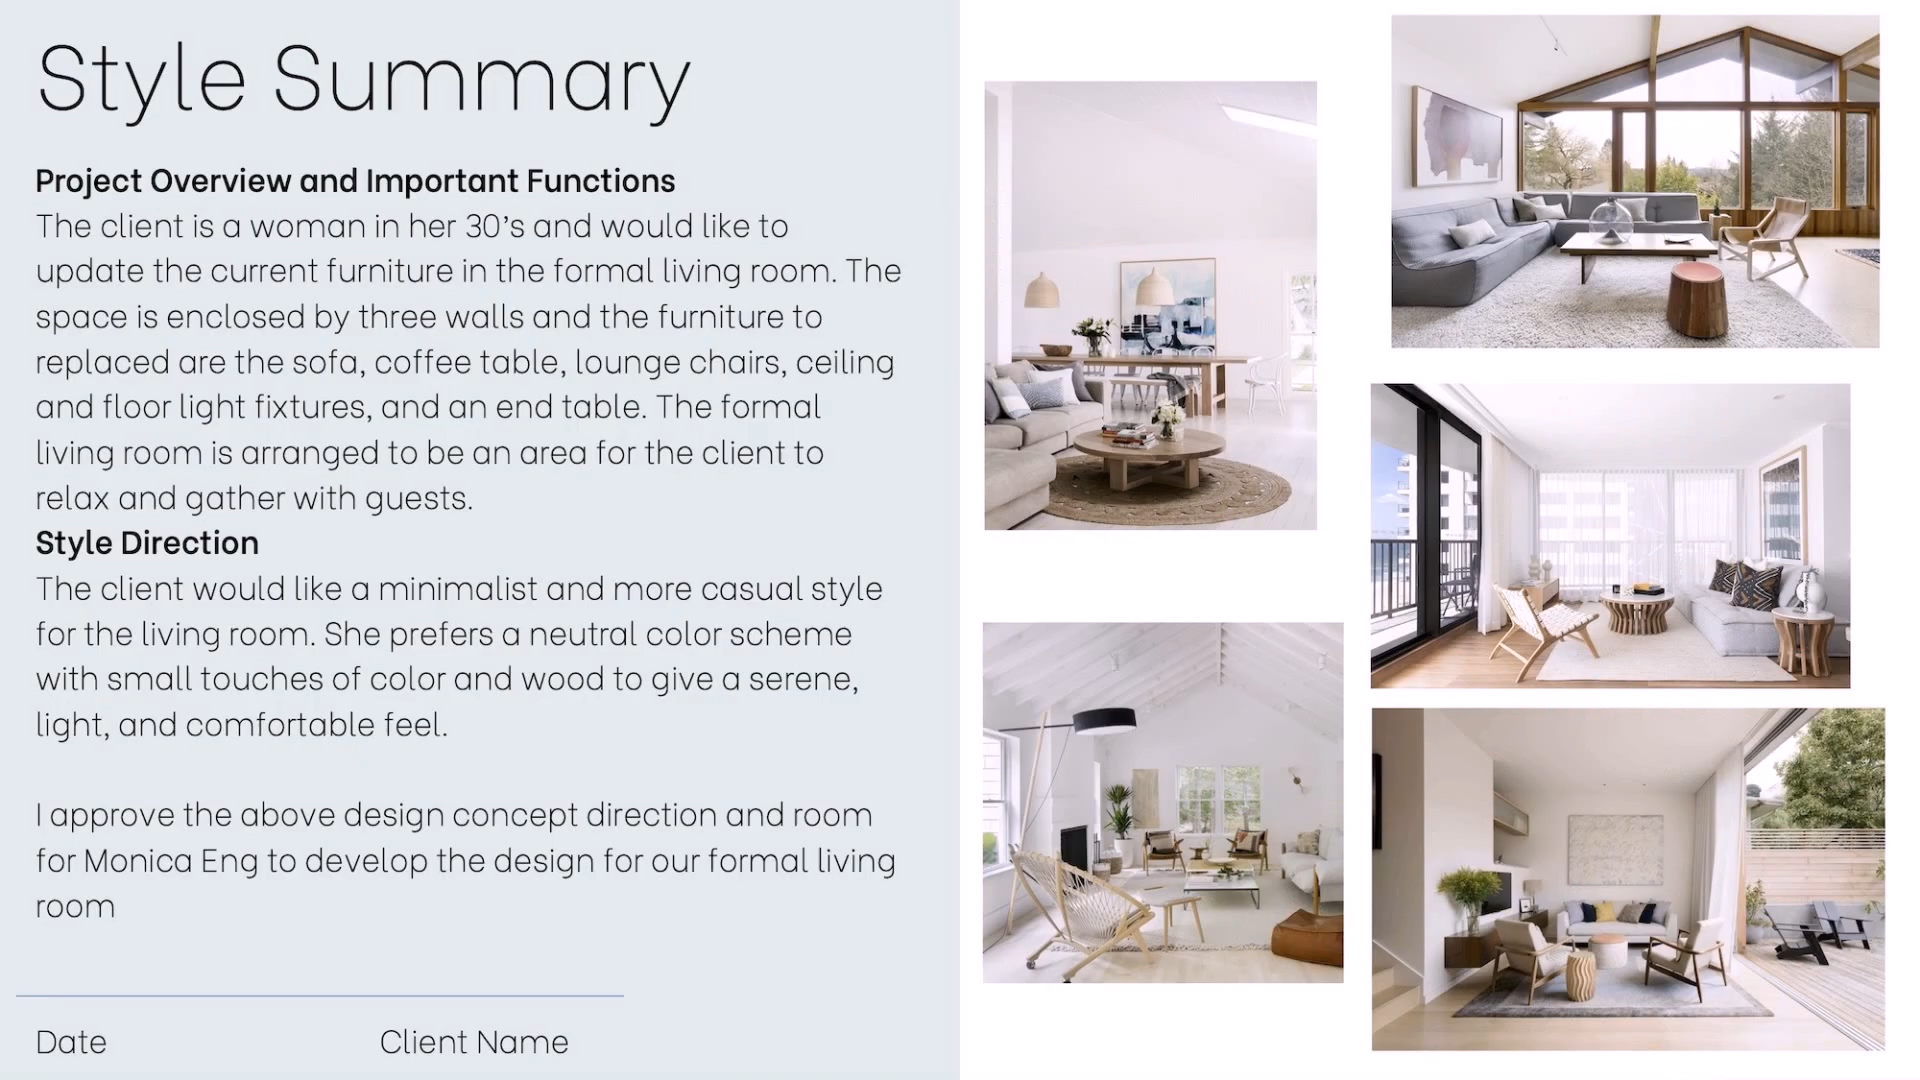 Style Summary
Project Overview and Important Functions
The client is a woman in her 30’s and would like to
update the current furniture in the formal living room. The
space is enclosed by three walls and the furniture to
replaced are the sofa, coffee table, lounge chairs, ceiling
and floor light fixtures, and an end table. The formal
living room is arranged to be an area for the client to
relax and gather with guests.
Style Direction
The client would like a minimalist and more casual style
for the living room. She prefers a neutral color scheme
with small touches of color and wood to give a serene,
light, and comfortable feel.
I approve the above design concept direction and room
for Monica Eng to develop the design for our formal living
room
Date
Client Name